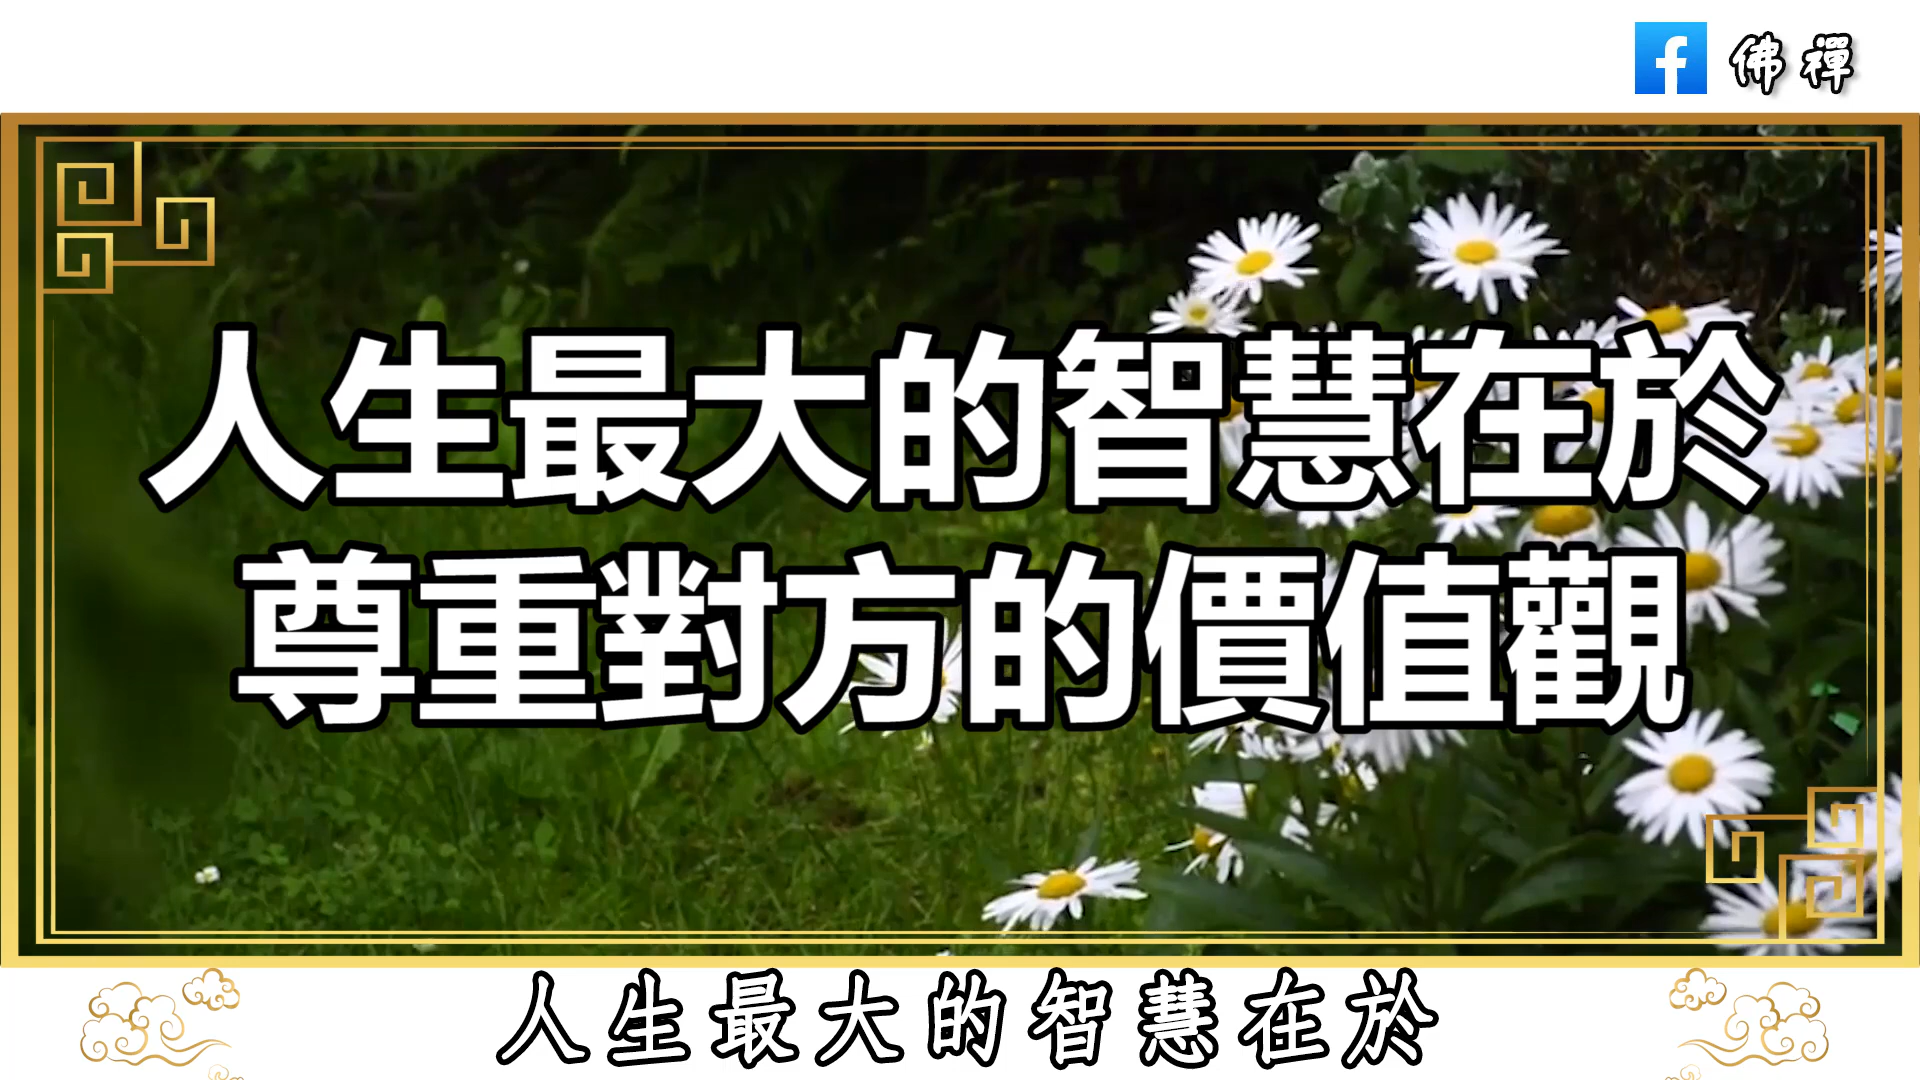 佛禪
人生最大的智慧在於
尊重對方的價值觀
人生最大的智慧在於